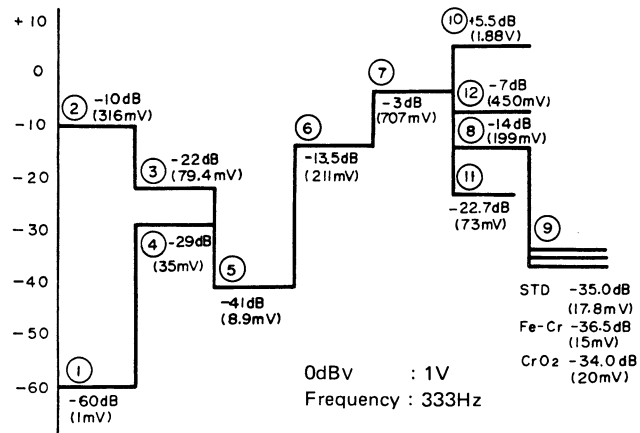 +10
0
-10
-20
-30
-40
-50
-60
② -10dB
(316mV)
③ -22dB
(79.4mV)
④ -29dB
(35mV)
① -60dB
(1mV)
⑤ -41dB
(8.9mV)
⑥ -13.5dB
(211mV)
⑦ -3dB
(707mV)
⑩ +5.5dB
(1.88V)
⑫ -7dB
(450mV)
⑧ -14dB
(199mV)
⑪ -22.7dB
(73mV)
⑨
STD -35.0dB
(17.8mV)
Fe-Cr -36.5dB
(15mV)
CrO2 -34.0dB
(20mV)
0dBv : 1V
Frequency : 333Hz